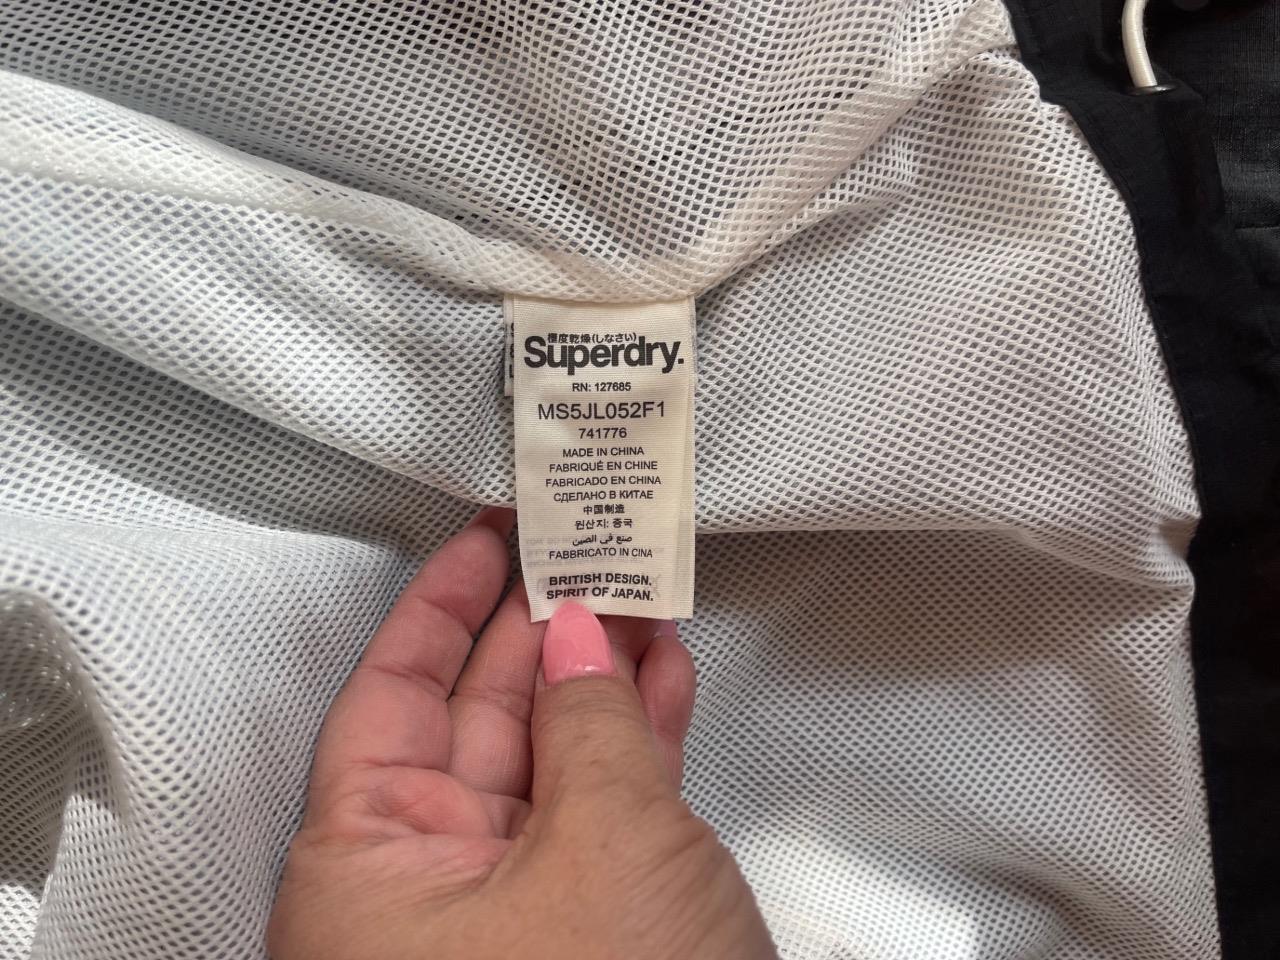 極度乾燥(しなさい)
Superdry.
RN: 127685
MS5JL052F1
741776
MADE IN CHINA
FABRIQUÉ EN CHINE
FABRICADO EN CHINA
СДЕЛАНО В КИТАЕ
中国制造
원산지: 중국
صنع في الصين
FABBRICATO IN CINA
BRITISH DESIGN.
SPIRIT OF JAPAN.